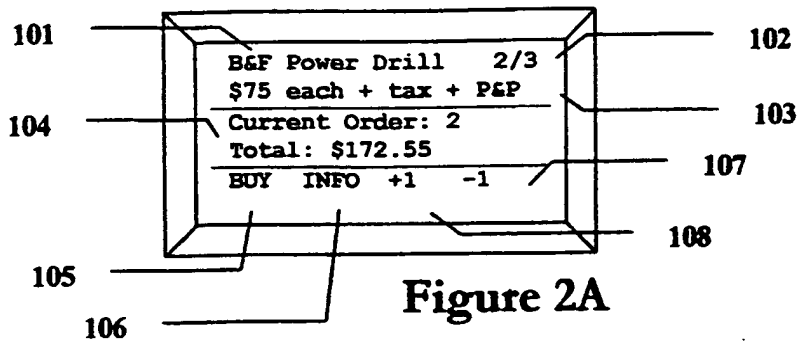 101
102
B&F Power Drill 2/3
$75 each + tax + P&P
103
104
Current Order: 2
Total: $172.55
107
BUY INFO +1 -1
108
105
Figure 2A
106